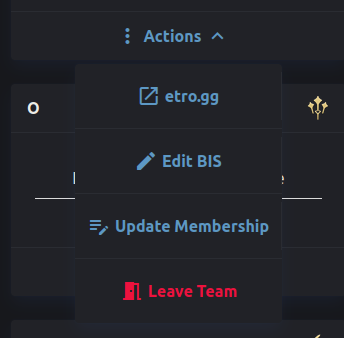 Actions
O
etro.gg
Edit BIS
e
Update Membership
Leave Team